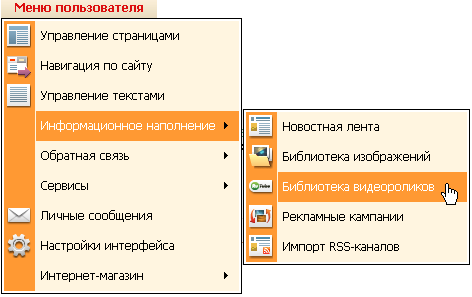 Меню пользователя
Управление страницами
Навигация по сайту
Управление текстами
Информационное наполнение
Обратная связь
Сервисы
Личные сообщения
Настройки интерфейса
Интернет-магазин
Новостная лента
Библиотека изображений
Библиотека видеороликов
Рекламные кампании
Импорт RSS-каналов